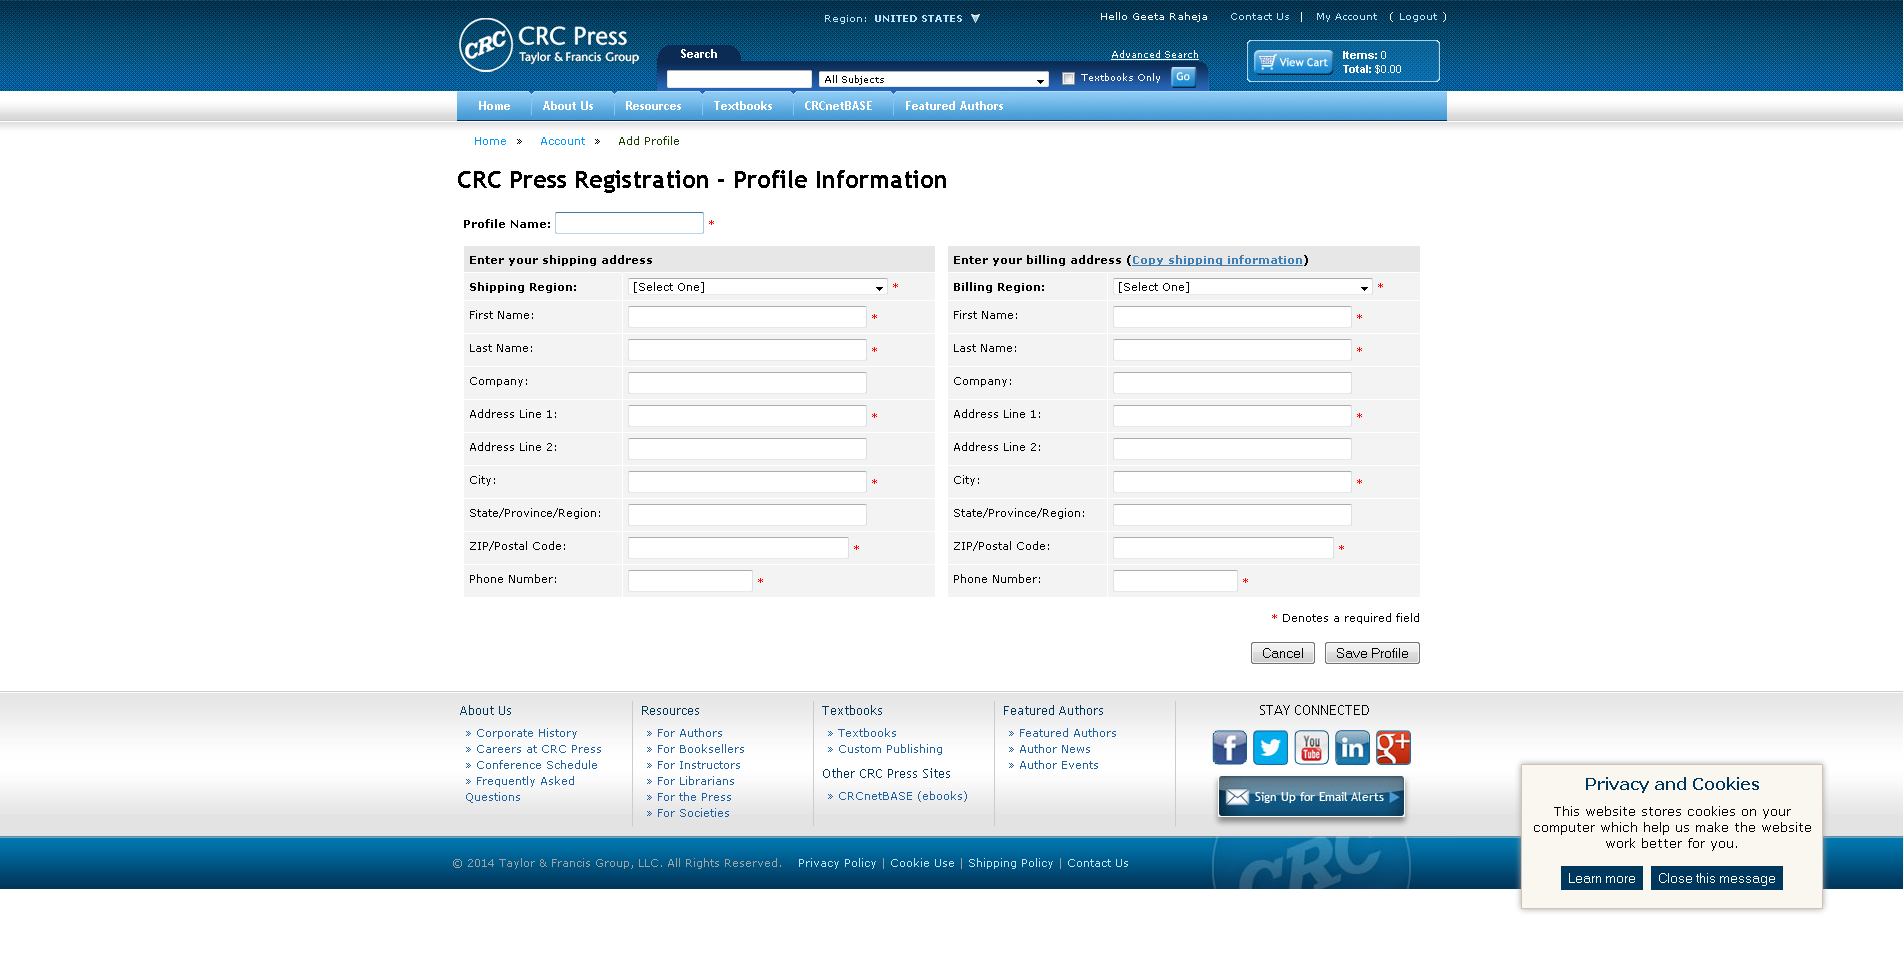 Region: UNITED STATES ▼
Hello Geeta Raheja
Contact Us | My Account ( Logout )
CRC CRC Press
Taylor & Francis Group
Search
Advanced Search
All Subjects
Textbooks Only
Go
View Cart
Items: 0
Total: $0.00
Home
About Us
Resources
Textbooks
CRCnetBASE
Featured Authors
Home » Account » Add Profile
CRC Press Registration - Profile Information
Profile Name: *
Enter your shipping address
Shipping Region: [Select One] *
First Name: *
Last Name: *
Company:
Address Line 1: *
Address Line 2:
City: *
State/Province/Region:
ZIP/Postal Code: *
Phone Number: *
Enter your billing address (Copy shipping information)
Billing Region: [Select One] *
First Name: *
Last Name: *
Company:
Address Line 1: *
Address Line 2:
City: *
State/Province/Region:
ZIP/Postal Code: *
Phone Number: *
* Denotes a required field
Cancel
Save Profile
About Us
» Corporate History
» Careers at CRC Press
» Conference Schedule
» Frequently Asked
Questions
Resources
» For Authors
» For Booksellers
» For Instructors
» For Librarians
» For the Press
» For Societies
Textbooks
» Textbooks
» Custom Publishing
Other CRC Press Sites
» CRCnetBASE (ebooks)
Featured Authors
» Featured Authors
» Author News
» Author Events
STAY CONNECTED
f
You
Tube
in
g+
Sign Up for Email Alerts
© 2014 Taylor & Francis Group, LLC. All Rights Reserved. Privacy Policy | Cookie Use | Shipping Policy | Contact Us
CRC
Privacy and Cookies
This website stores cookies on your
computer which help us make the website
work better for you.
Learn more
Close this message